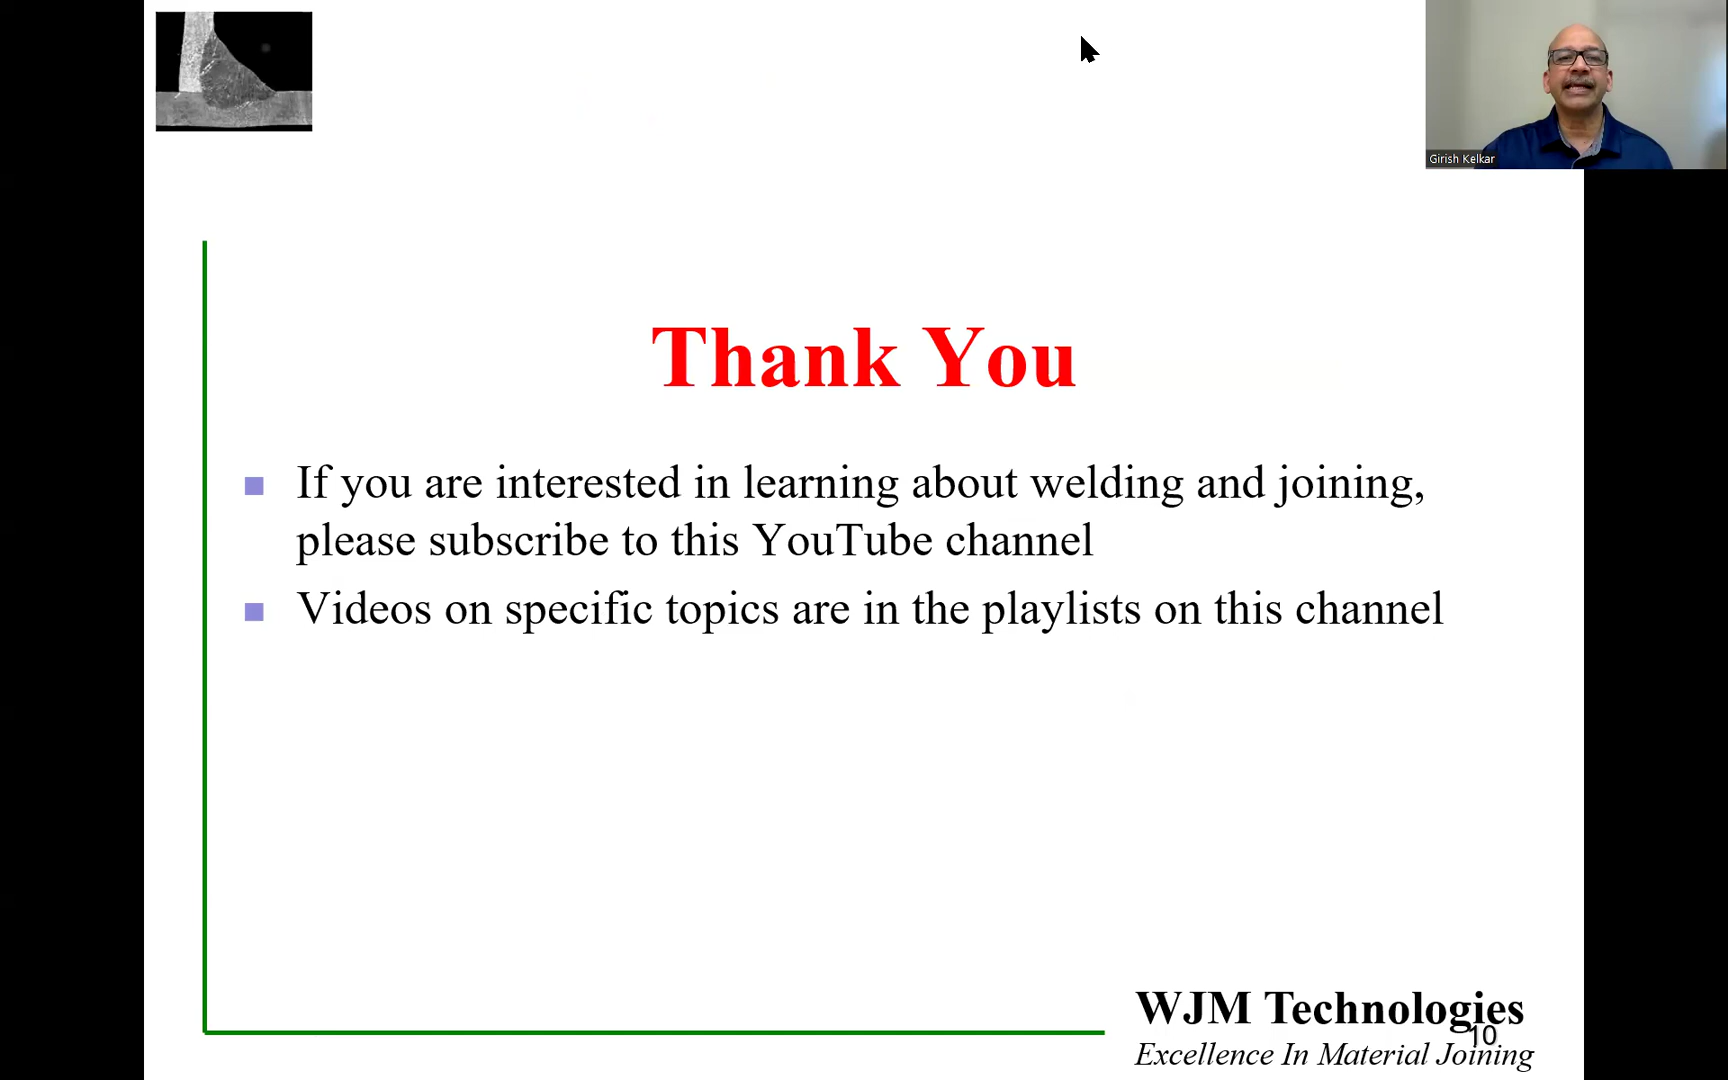 Girish Kelkar
Thank You
If you are interested in learning about welding and joining,
please subscribe to this YouTube channel
Videos on specific topics are in the playlists on this channel
WJM Technologies
10
Excellence In Material Joining